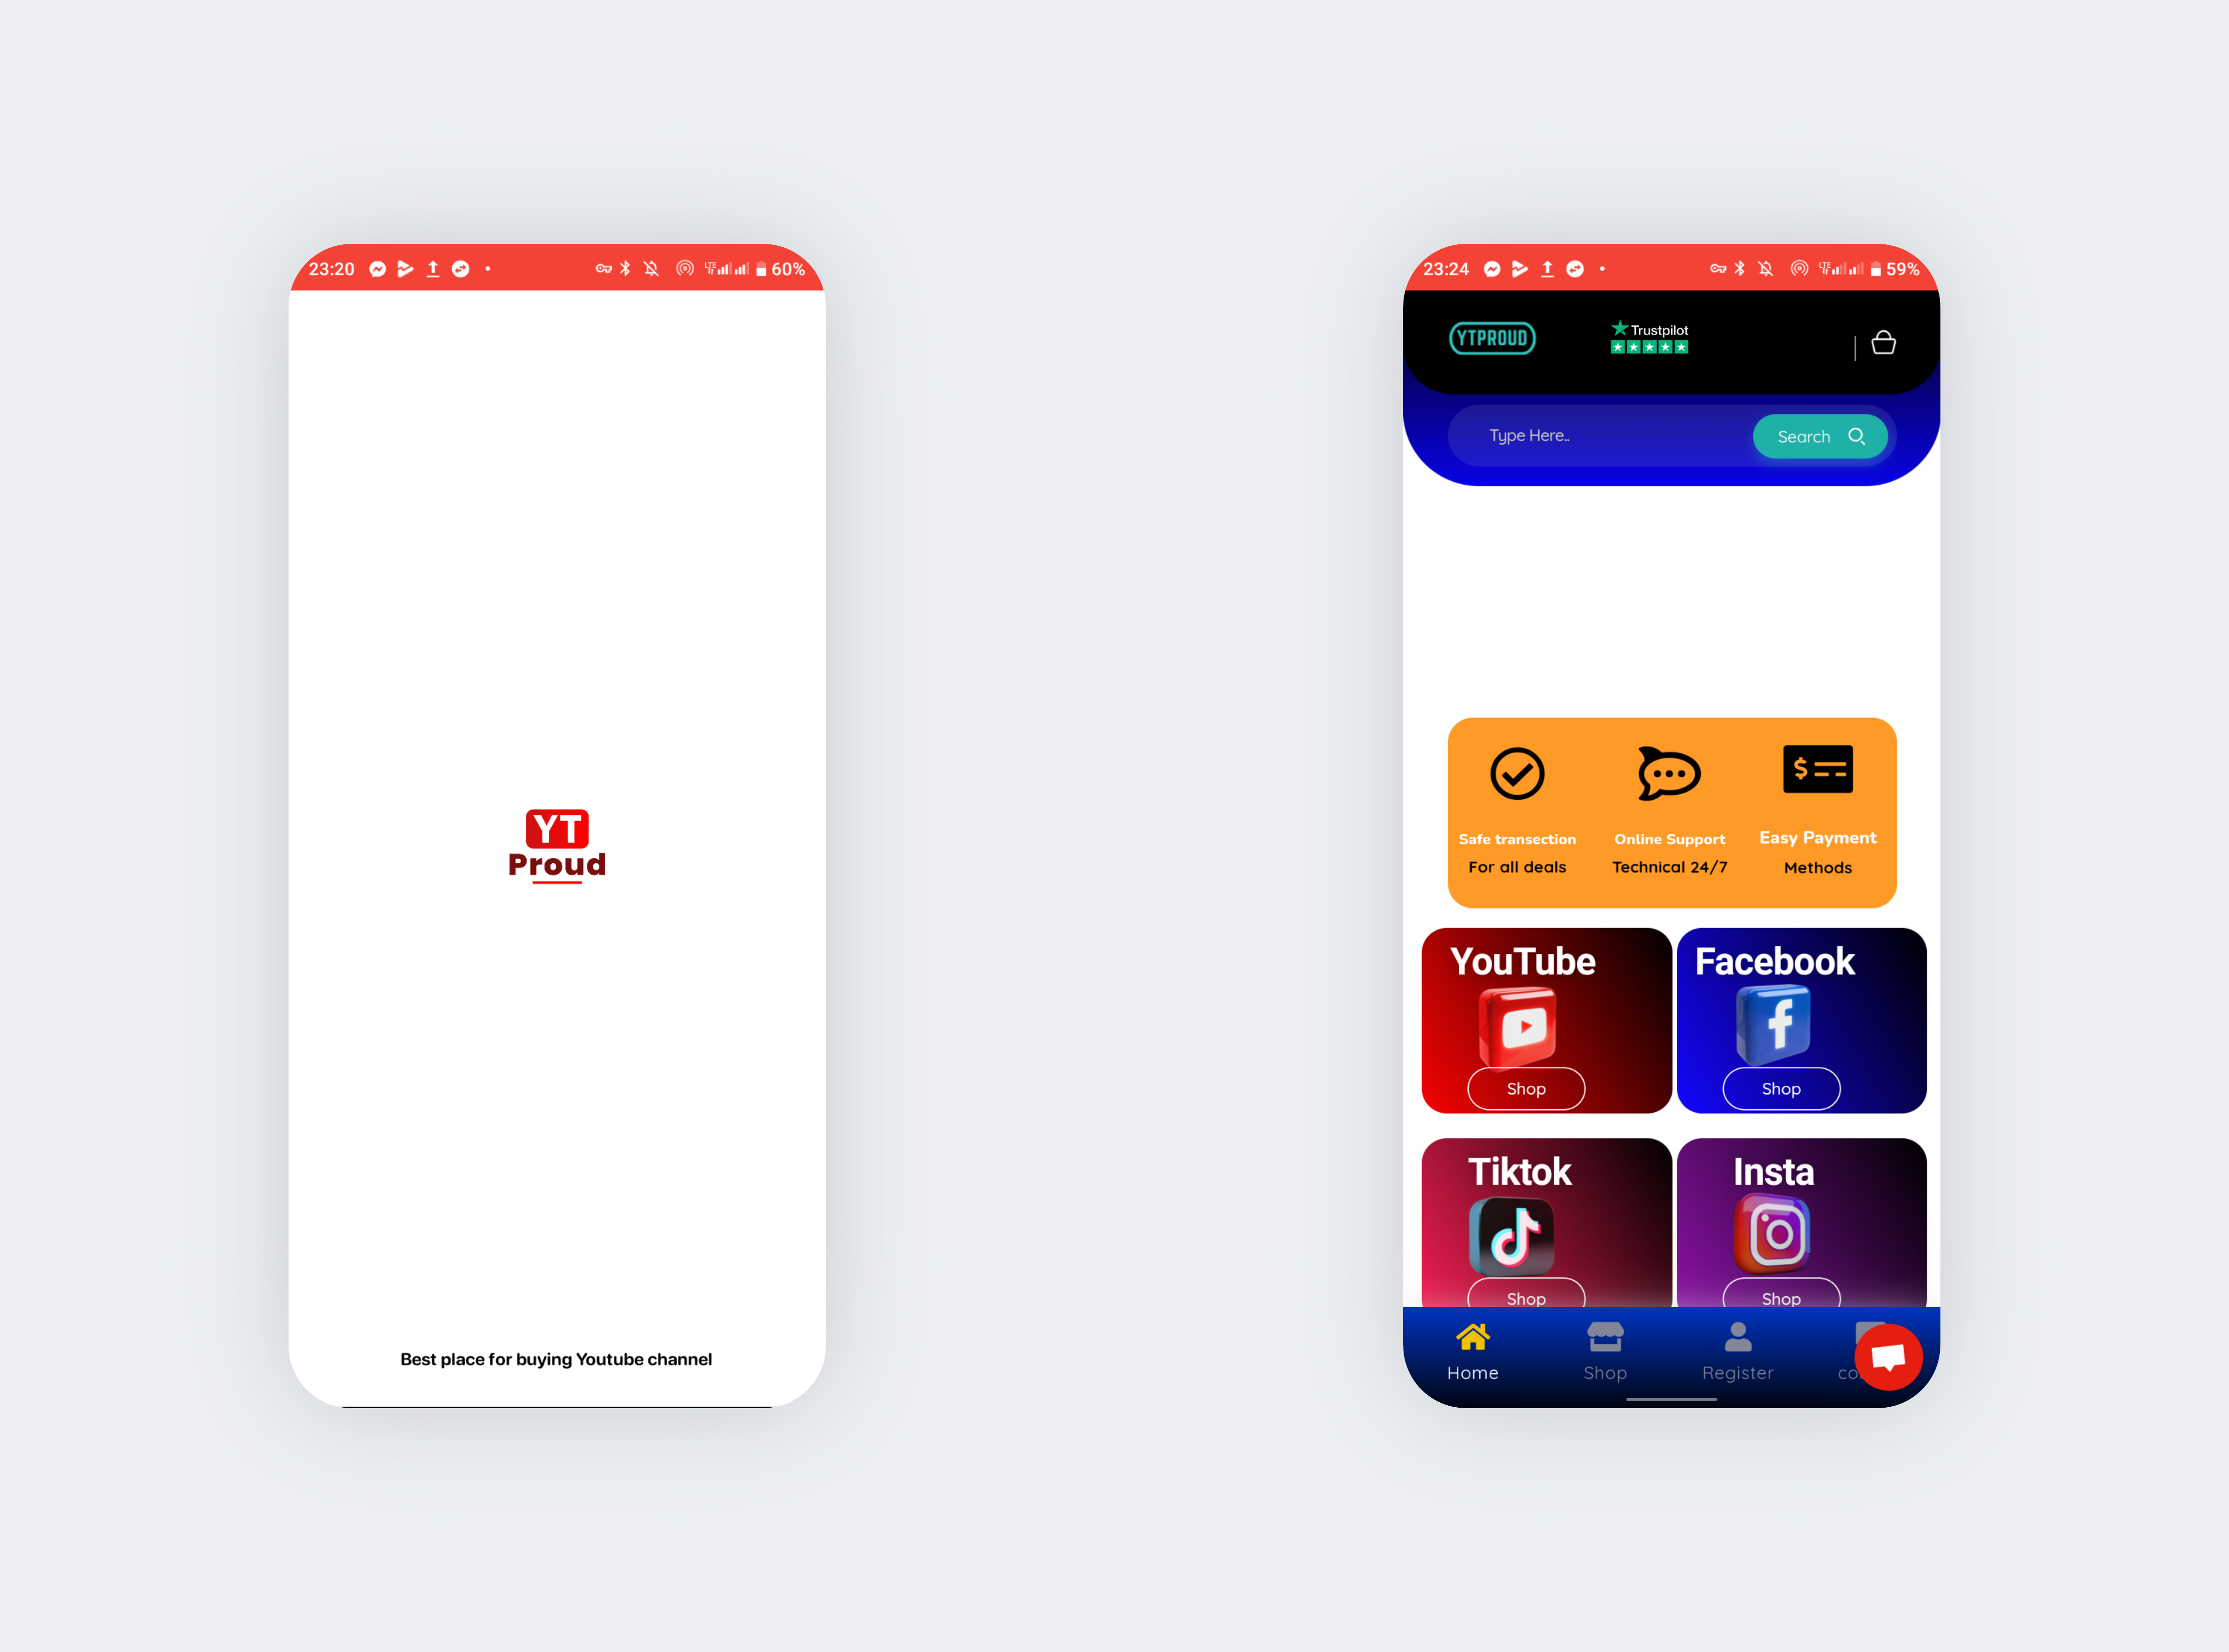 23:20
LTE
60%
YT
Proud
Best place for buying Youtube channel
23:24
LTE
59%
YTPROUD
Trustpilot
Type Here..
Search
Safe transection
Online Support
Easy Payment
For all deals
Technical 24/7
Methods
YouTube
Facebook
Shop
Shop
Tiktok
Insta
Shop
Shop
Home
Shop
Register